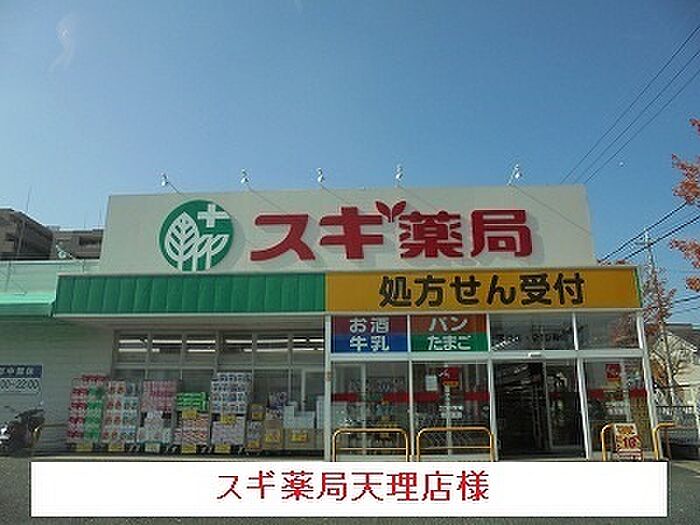 スギ薬局
処方せん受付
お酒
牛乳
パン
たまご
スギ薬局天理店様